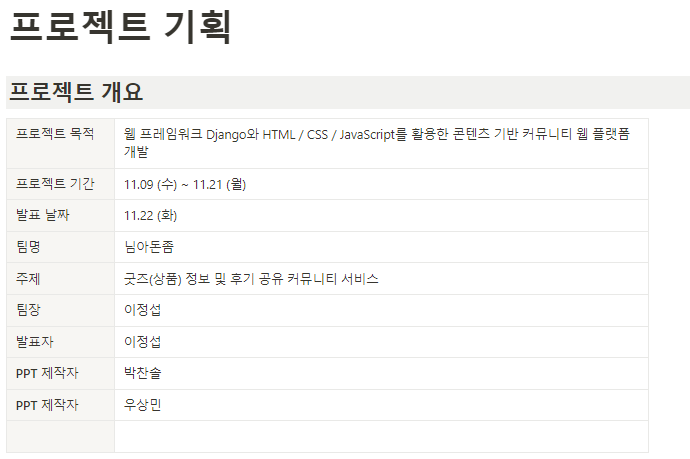 프로젝트 기획
프로젝트 개요
프로젝트 목적 웹 프레임워크 Django와 HTML / CSS / JavaScript를 활용한 콘텐츠 기반 커뮤니티 웹 플랫폼
개발
프로젝트 기간 11.09 (수) ~ 11.21 (월)
발표 날짜 11.22 (화)
팀명 님아돈좀
주제 굿즈(상품) 정보 및 후기 공유 커뮤니티 서비스
팀장 이정섭
발표자 이정섭
PPT 제작자 박찬솔
PPT 제작자 우상민